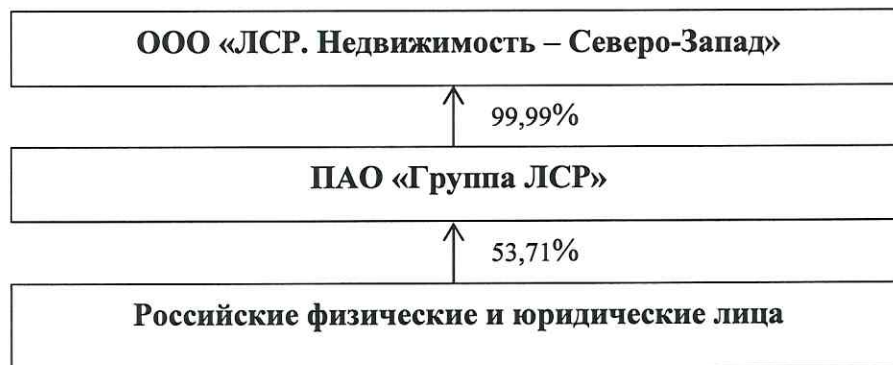 ООО «ЛСР. Недвижимость – Северо-Запад»
99,99%
ПАО «Группа ЛСР»
53,71%
Российские физические и юридические лица